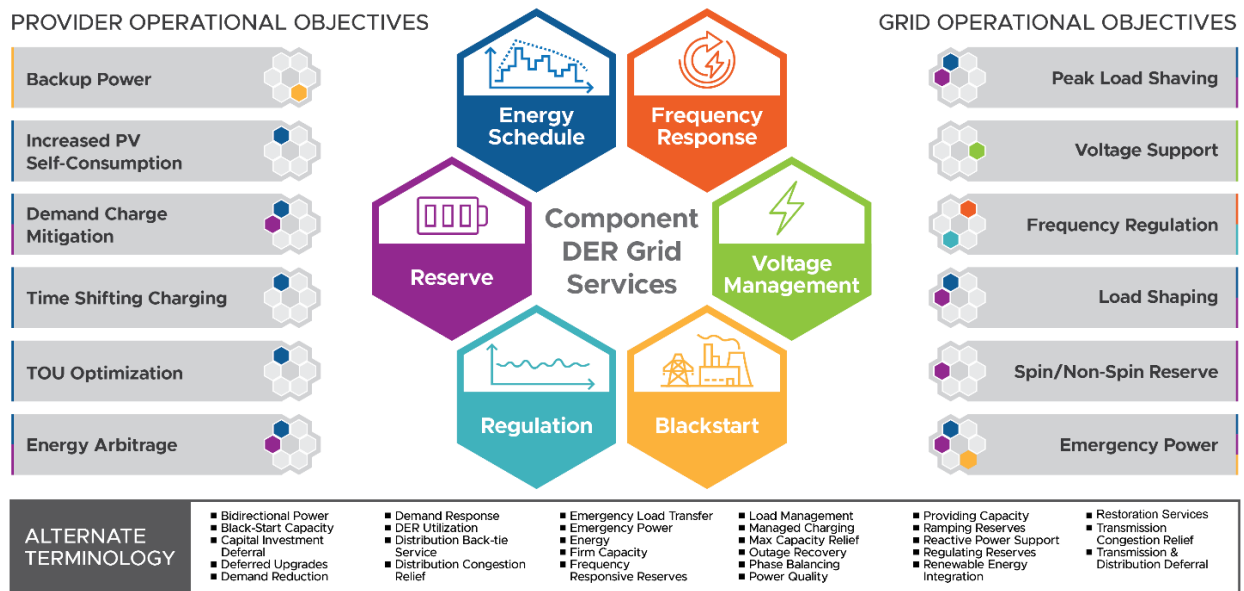 PROVIDER OPERATIONAL OBJECTIVES
Backup Power
Increased PV
Self-Consumption
Demand Charge
Mitigation
Time Shifting Charging
TOU Optimization
Energy Arbitrage
Energy
Schedule
Frequency
Response
Reserve
Component
DER Grid
Services
Voltage
Management
Regulation
Blackstart
GRID OPERATIONAL OBJECTIVES
Peak Load Shaving
Voltage Support
Frequency Regulation
Load Shaping
Spin/Non-Spin Reserve
Emergency Power
ALTERNATE
TERMINOLOGY
■ Bidirectional Power
■ Black-Start Capacity
■ Capital Investment
Deferral
■ Deferred Upgrades
■ Demand Reduction
■ Demand Response
■ DER Utilization
■ Distribution Back-tie
Service
■ Distribution Congestion
Relief
■ Emergency Load Transfer
■ Emergency Power
■ Energy
■ Firm Capacity
■ Frequency
Responsive Reserves
■ Load Management
■ Managed Charging
■ Max Capacity Relief
■ Outage Recovery
■ Phase Balancing
■ Power Quality
■ Providing Capacity
■ Ramping Reserves
■ Reactive Power Support
■ Regulating Reserves
■ Renewable Energy
Integration
■ Restoration Services
■ Transmission
Congestion Relief
■ Transmission &
Distribution Deferral